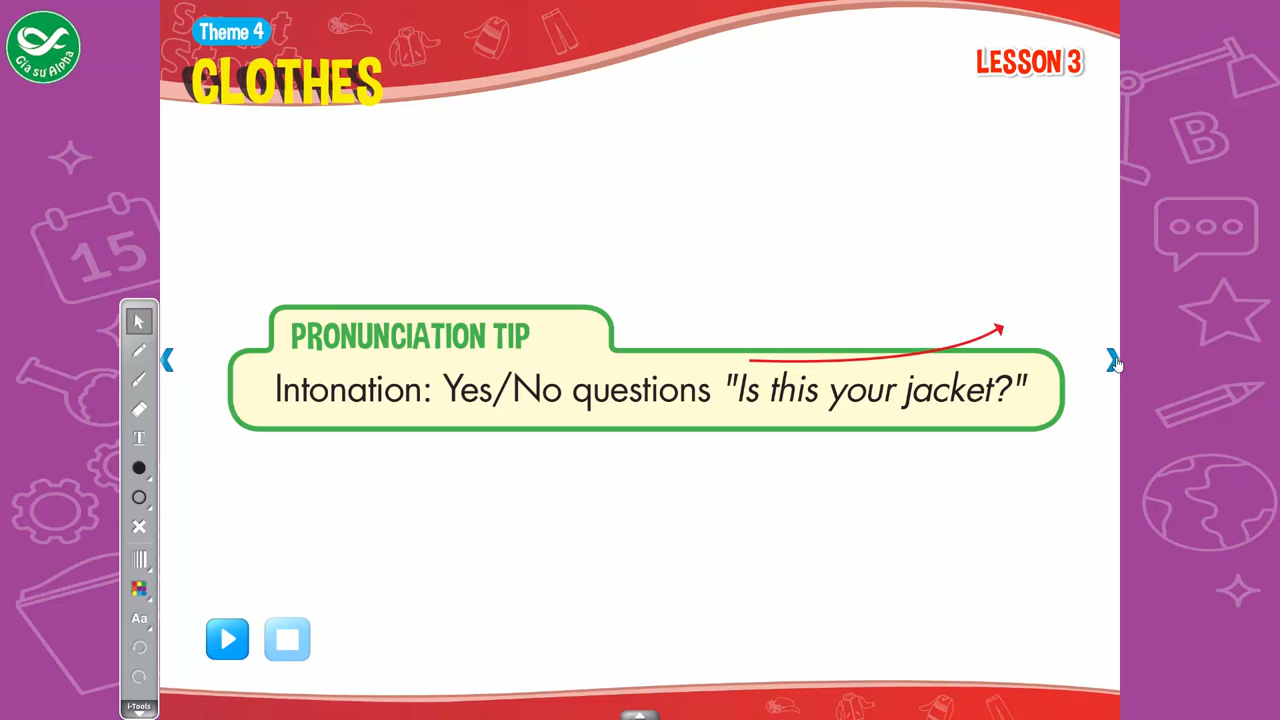 Gia sư Alpha
Theme 4
CLOTHES
LESSON 3
15
B
PRONUNCIATION TIP
Intonation: Yes/No questions "Is this your jacket?"
T
Aa
i-Tools